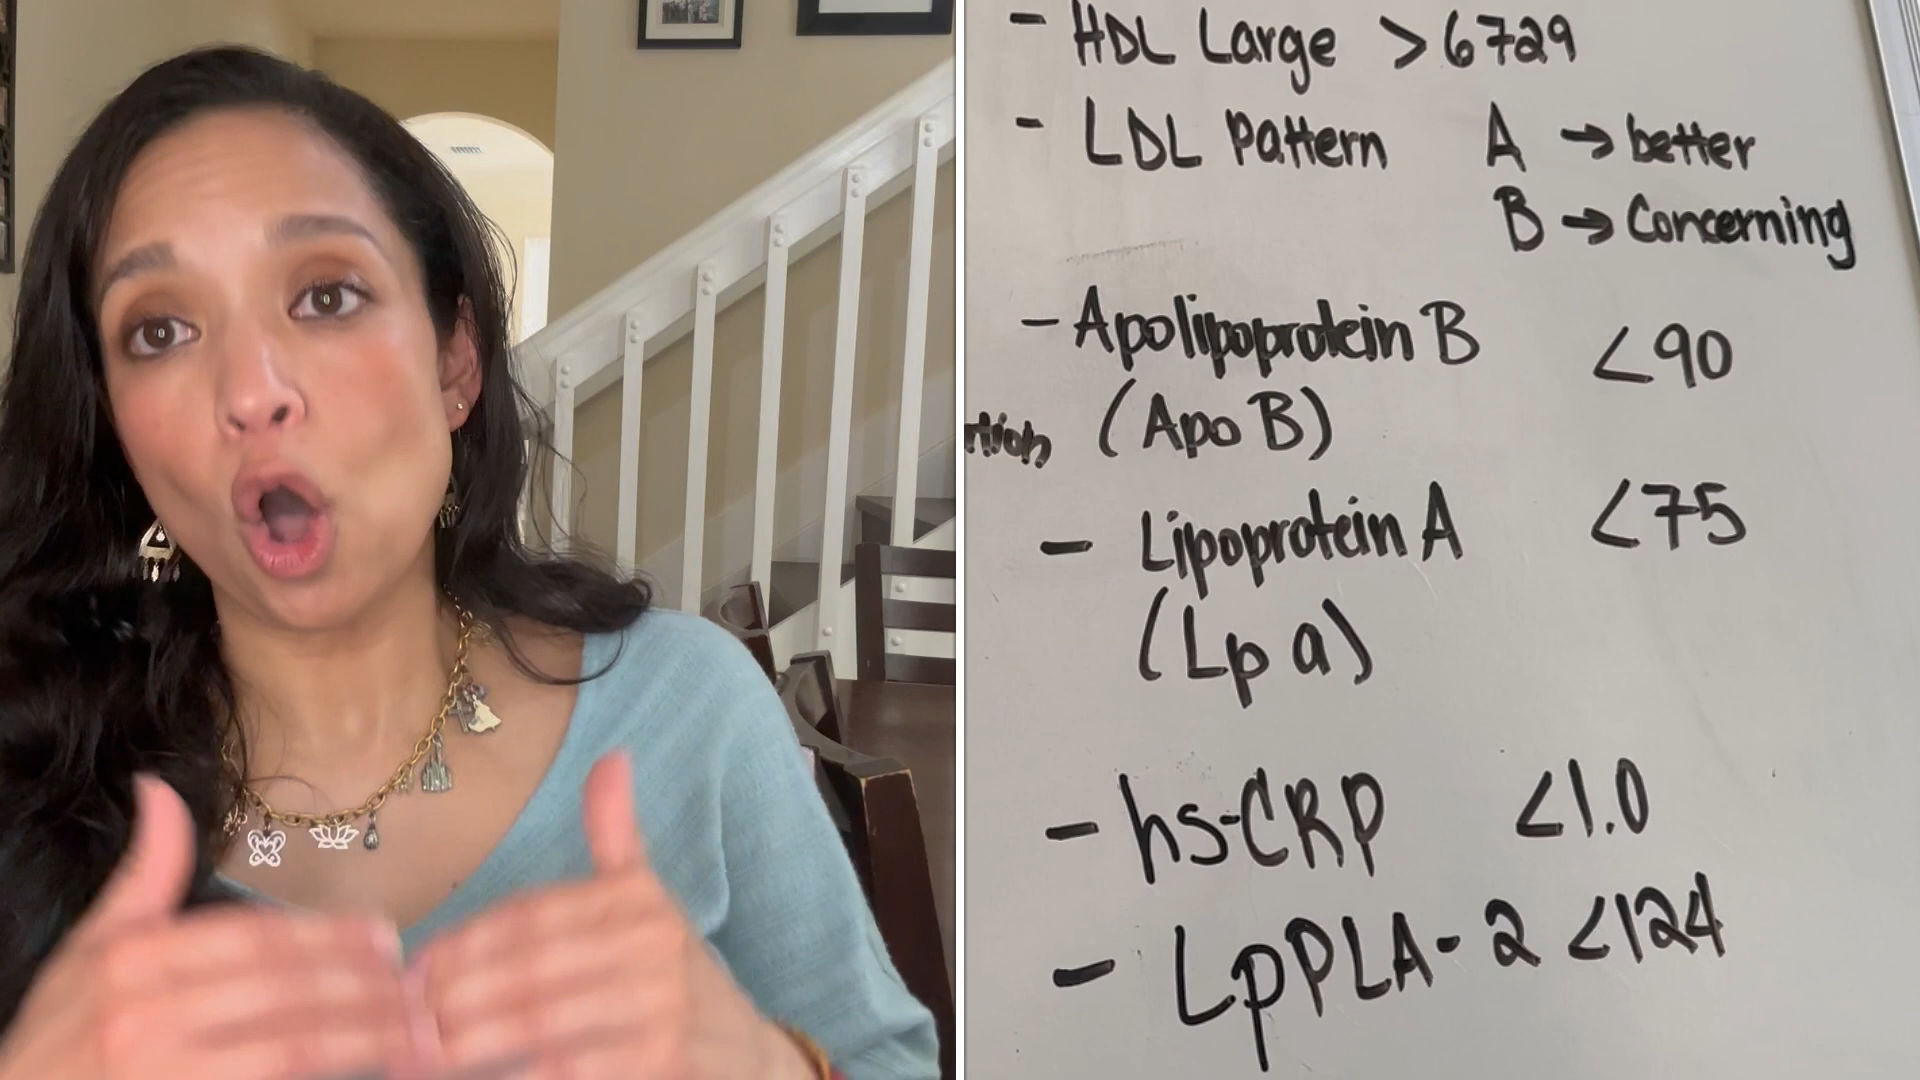 - HDL Large >6729
- LDL Pattern A → better
B → Concerning
- Apolipoprotein B <90
(Apo B)
- Lipoprotein A <75
(Lp a)
- hs-CRP <1.0
- LpPLA-2 <124